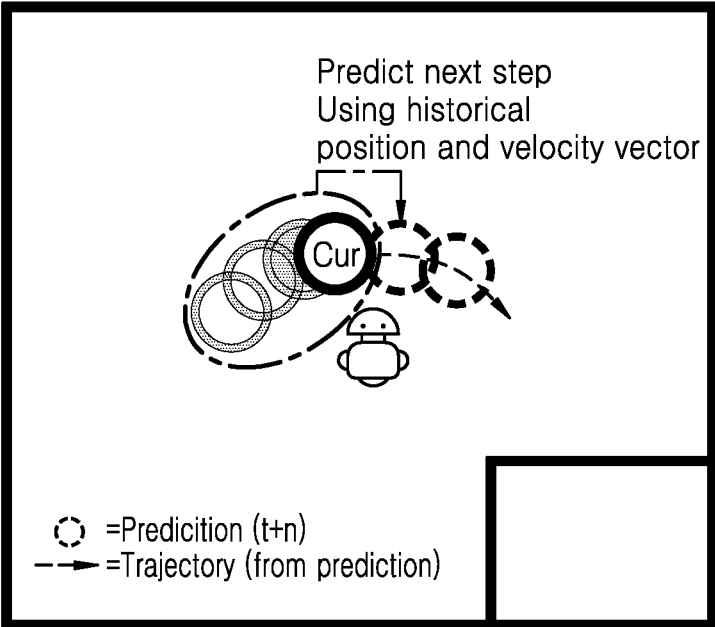 Predict next step
Using historical
position and velocity vector
Cur
=Predicition (t+n)
=Trajectory (from prediction)